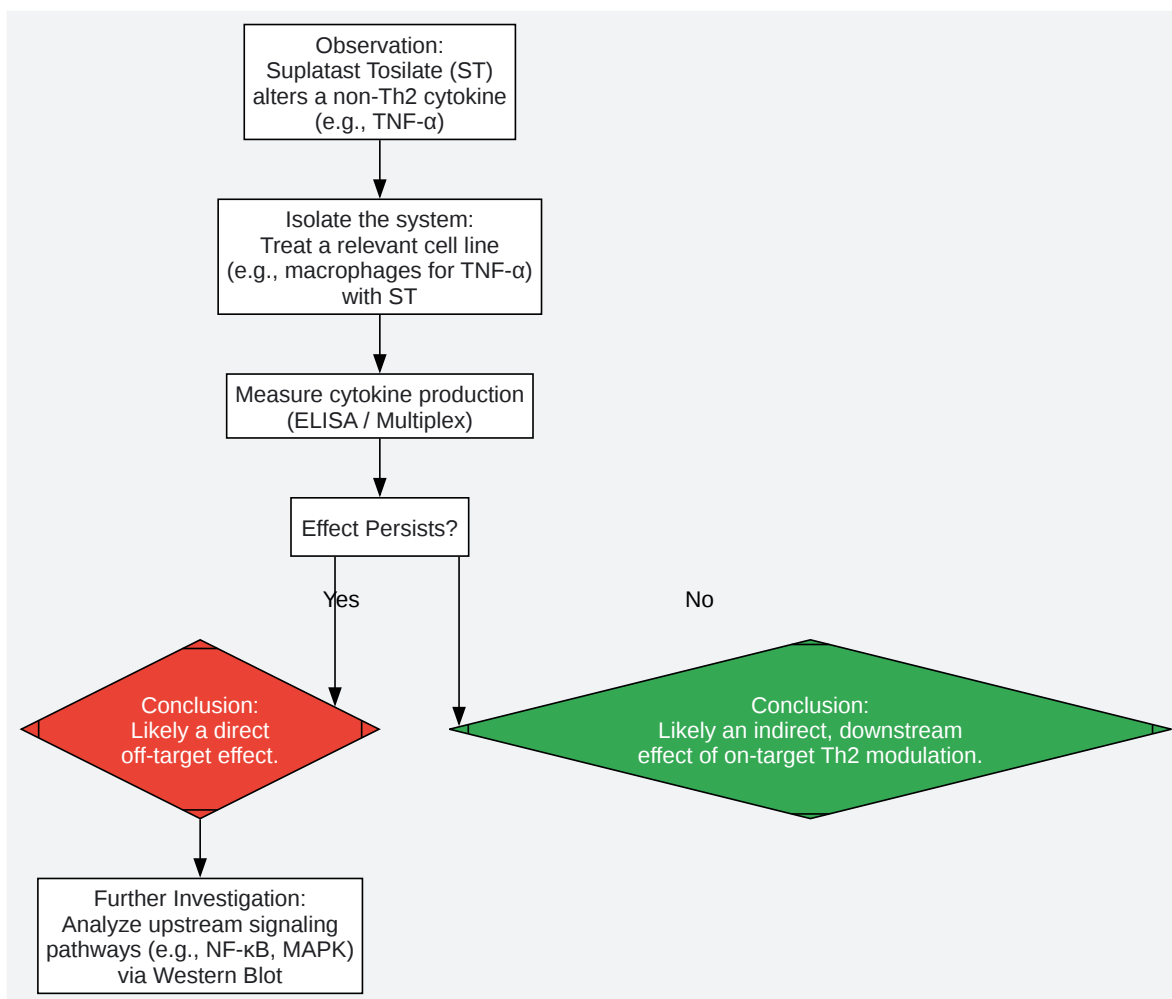 Observation:
Suplatast Tosilate (ST)
alters a non-Th2 cytokine
(e.g., TNF-α)
Isolate the system:
Treat a relevant cell line
(e.g., macrophages for TNF-α)
with ST
Measure cytokine production
(ELISA / Multiplex)
Effect Persists?
Yes
No
Conclusion:
Likely a direct
off-target effect.
Conclusion:
Likely an indirect, downstream
effect of on-target Th2 modulation.
Further Investigation:
Analyze upstream signaling
pathways (e.g., NF-κB, MAPK)
via Western Blot